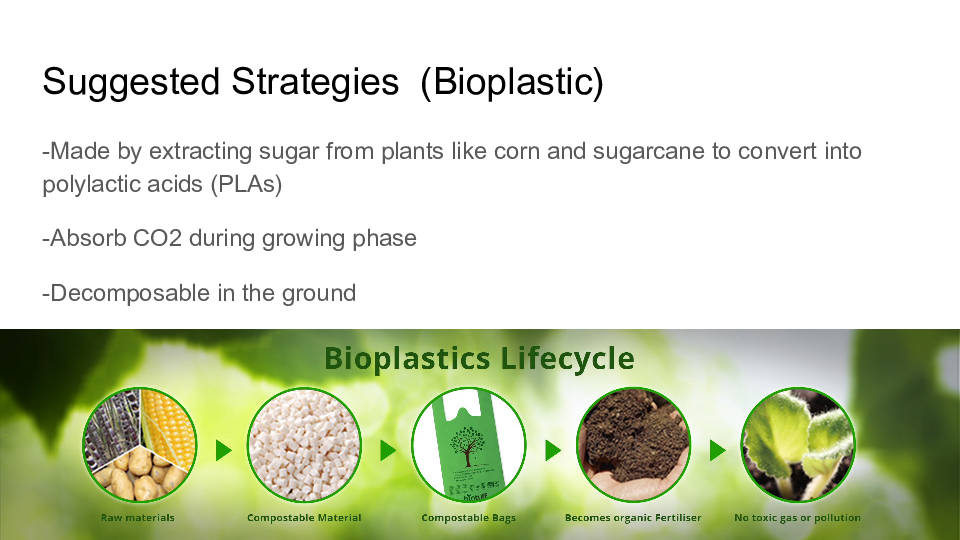 Suggested Strategies  (Bioplastic)
-Made by extracting sugar from plants like corn and sugarcane to convert into
polylactic acids (PLAs)
-Absorb CO2 during growing phase
-Decomposable in the ground
Bioplastics Lifecycle
Raw materials
Compostable Material
Compostable Bags
Becomes organic Fertiliser
No toxic gas or pollution